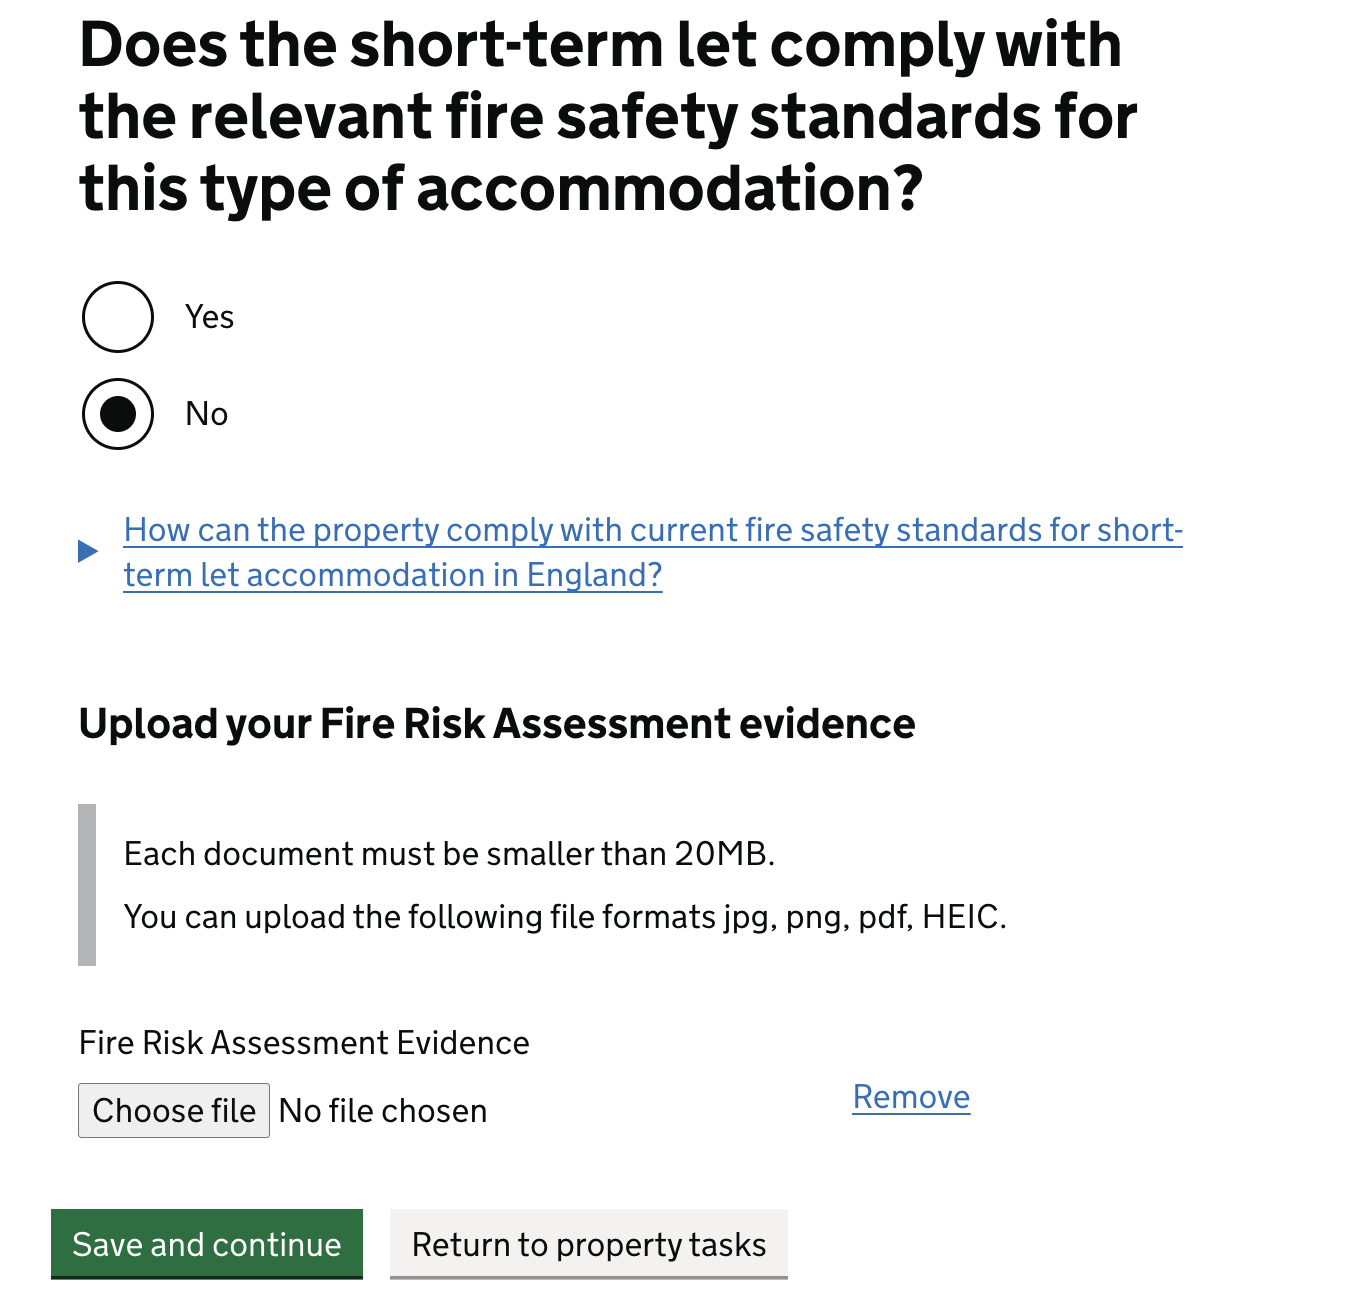 Does the short-term let comply with
the relevant fire safety standards for
this type of accommodation?
Yes
No
How can the property comply with current fire safety standards for short-
term let accommodation in England?
Upload your Fire Risk Assessment evidence
Each document must be smaller than 20MB.
You can upload the following file formats jpg, png, pdf, HEIC.
Fire Risk Assessment Evidence
Choose file No file chosen
Remove
Save and continue
Return to property tasks